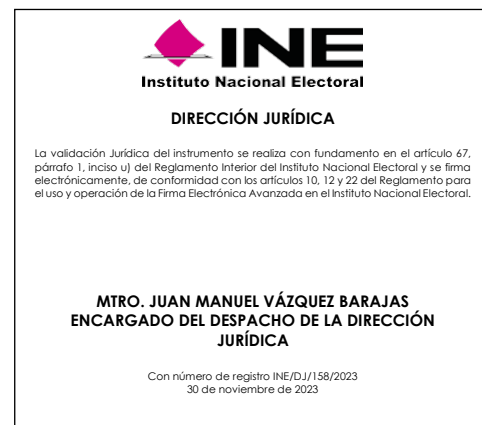 INE
Instituto Nacional Electoral
DIRECCIÓN JURÍDICA
La validación Jurídica del instrumento se realiza con fundamento en el artículo 67,
párrafo 1, inciso u) del Reglamento Interior del Instituto Nacional Electoral y se firma
electrónicamente, de conformidad con los artículos 10, 12 y 22 del Reglamento para
el uso y operación de la Firma Electrónica Avanzada en el Instituto Nacional Electoral.
MTRO. JUAN MANUEL VÁZQUEZ BARAJAS
ENCARGADO DEL DESPACHO DE LA DIRECCIÓN
JURÍDICA
Con número de registro INE/DJ/158/2023
30 de noviembre de 2023